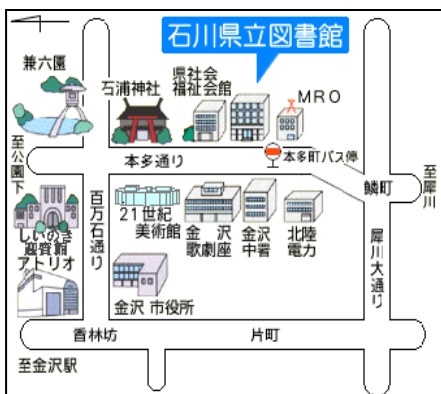 石川県立図書館
兼六園
石浦神社
県社会
福祉会館
MRO
至公園下
本多通り
本多町バス停
鱗町
至犀川
百万石通り
しいのき
迎賓館
アトリオ
21世紀
美術館
金沢
歌劇座
金沢
中署
北陸
電力
犀川大通り
金沢市役所
香林坊
片町
至金沢駅